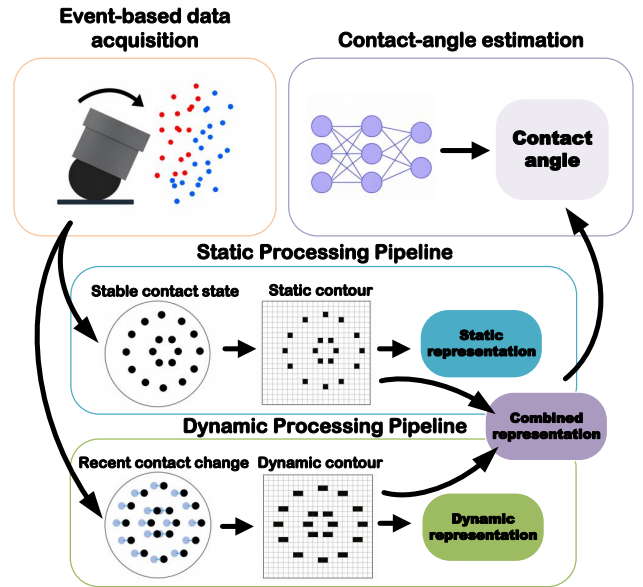 Event-based data
acquisition
Contact-angle estimation
Contact
angle
Static Processing Pipeline
Stable contact state
Static contour
Static
representation
Combined
representation
Dynamic Processing Pipeline
Recent contact change
Dynamic contour
Dynamic
representation